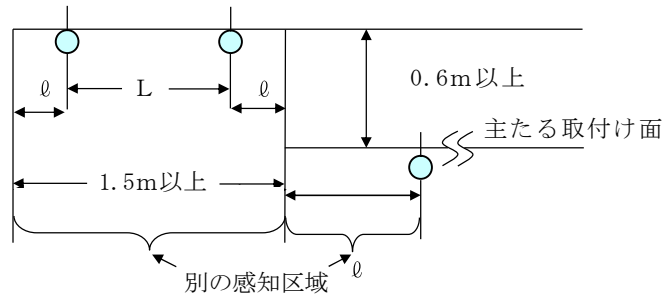 ℓ
L
ℓ
0.6m以上
主たる取付け面
1.5m以上
別の感知区域
ℓ